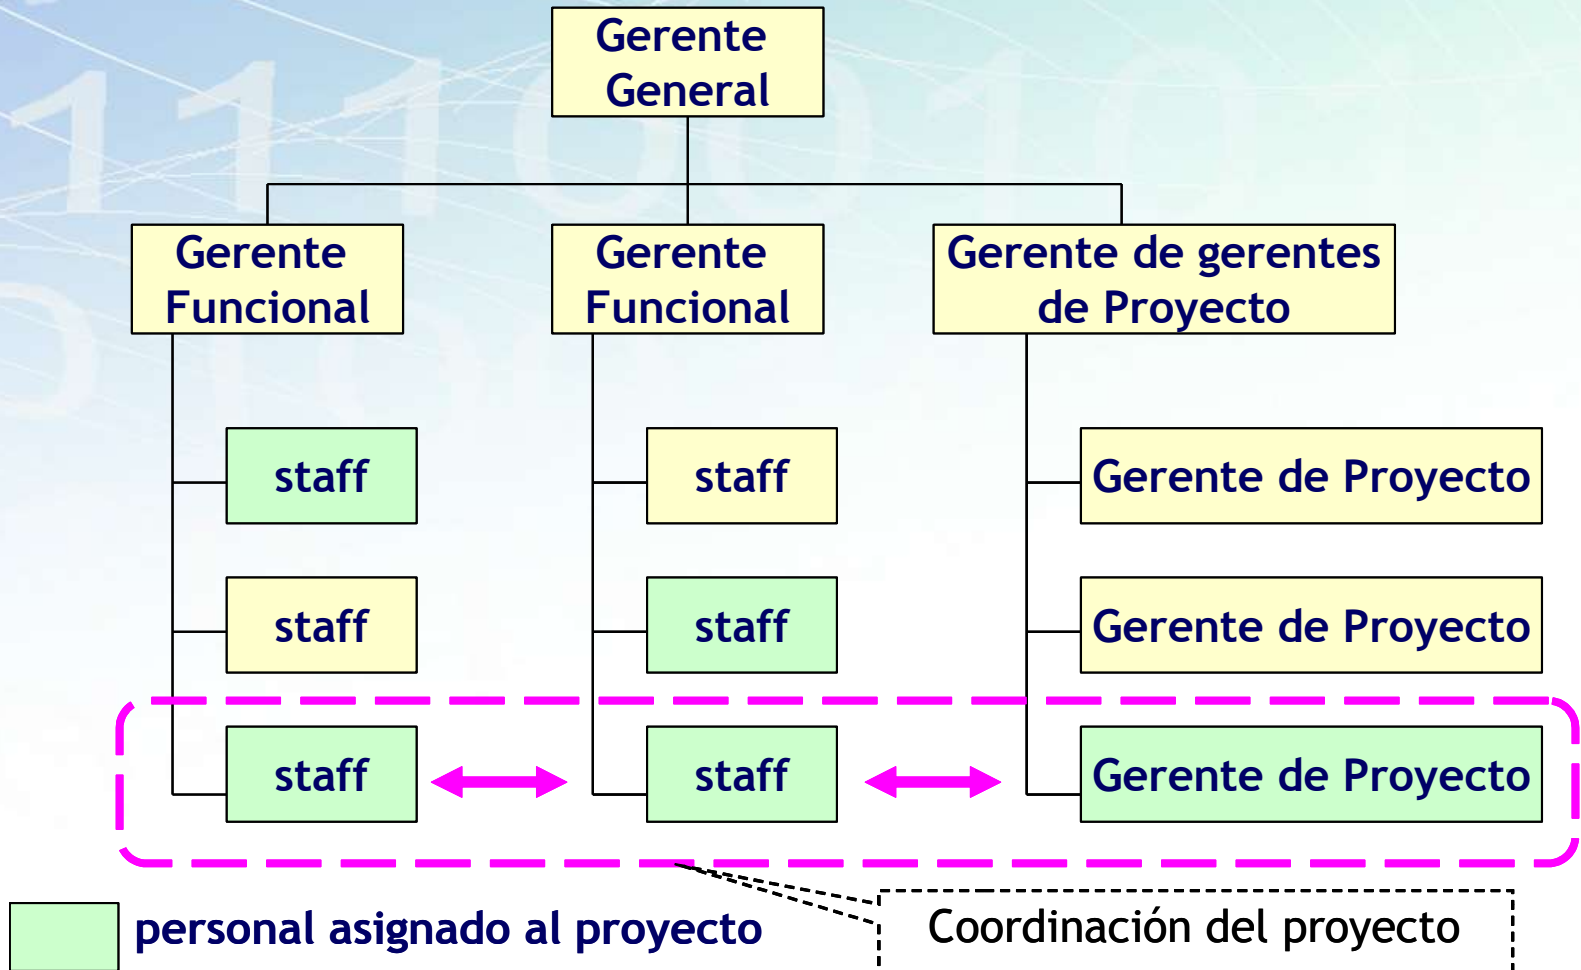 Gerente
General
Gerente
Funcional
Gerente
Funcional
Gerente de gerentes
de Proyecto
staff
staff
Gerente de Proyecto
staff
staff
Gerente de Proyecto
staff
staff
Gerente de Proyecto
personal asignado al proyecto
Coordinación del proyecto
1110010